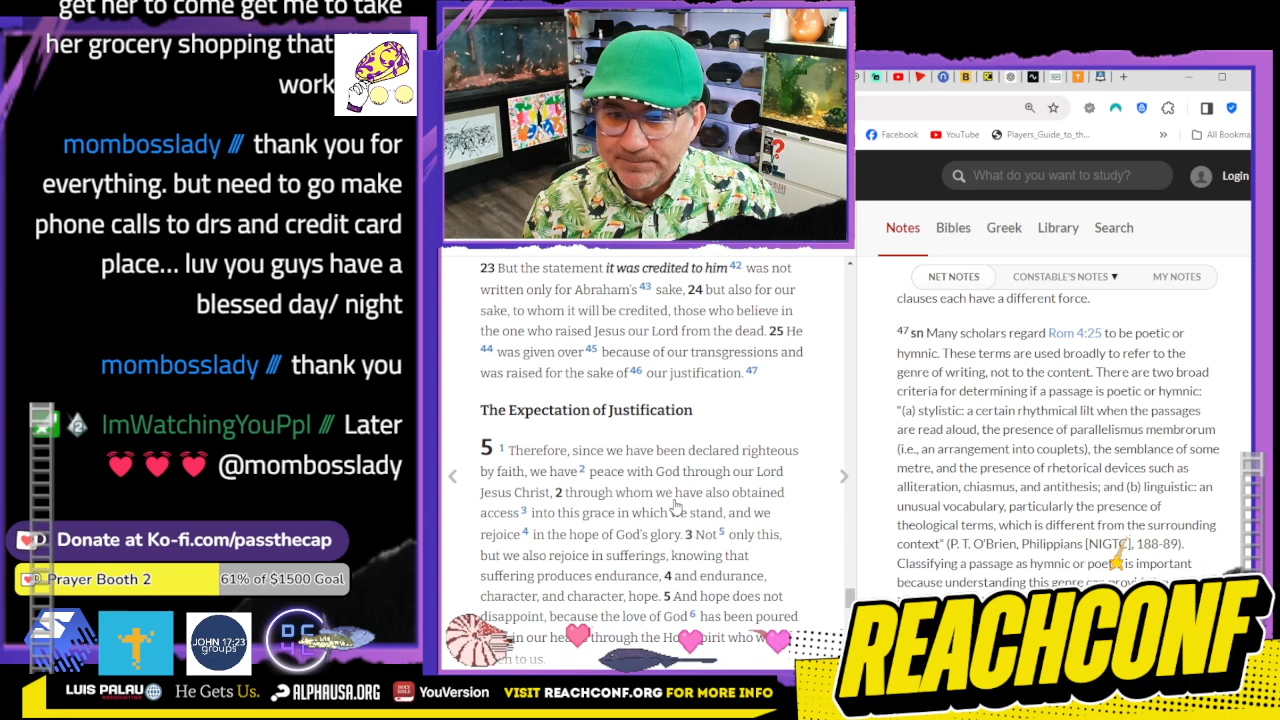 get her to come get me to take
her grocery shopping that
work
mombosslady /// thank you for
everything. but need to go make
phone calls to drs and credit card
place... luv you guys have a
blessed day/ night
mombosslady /// thank you
2 ImWatchingYouPpl /// Later
@mombosslady
Donate at Ko-fi.com/passthecap
Prayer Booth 2 61% of $1500 Goal
JOHN 17:23
groups
23 But the statement it was credited to him 42 was not
written only for Abraham's 43 sake, 24 but also for our
sake, to whom it will be credited, those who believe in
the one who raised Jesus our Lord from the dead. 25 He
44 was given over 45 because of our transgressions and
was raised for the sake of 46 our justification. 47
The Expectation of Justification
5 1 Therefore, since we have been declared righteous
by faith, we have 2 peace with God through our Lord
Jesus Christ, 2 through whom we have also obtained
access 3 into this grace in which we stand, and we
rejoice 4 in the hope of God's glory. 3 Not 5 only this,
but we also rejoice in sufferings, knowing that
suffering produces endurance, 4 and endurance,
character, and character, hope. 5 And hope does not
disappoint, because the love of God 6 has been poured
in our through the Spirit who
to us.
Facebook YouTube Players_Guide_to_th... » All Bookma
What do you want to study? Login
Notes Bibles Greek Library Search
NET NOTES CONSTABLE'S NOTES ▼ MY NOTES
clauses each have a different force.
47 sn Many scholars regard Rom 4:25 to be poetic or
hymnic. These terms are used broadly to refer to the
genre of writing, not to the content. There are two broad
criteria for determining if a passage is poetic or hymnic:
"(a) stylistic: a certain rhythmical lilt when the passages
are read aloud, the presence of parallelismus membrorum
(i.e., an arrangement into couplets), the semblance of some
metre, and the presence of rhetorical devices such as
alliteration, chiasmus, and antithesis; and (b) linguistic: an
unusual vocabulary, particularly the presence of
theological terms, which is different from the surrounding
context" (P. T. O'Brien, Philippians [NIGTC], 188-89).
Classifying a passage as hymnic or poetic is important
because understanding this genre can
REACHCONF
LUIS PALAU He Gets Us. ALPHAUSA.ORG HOLY BIBLE YouVersion VISIT REACHCONF.ORG FOR MORE INFO